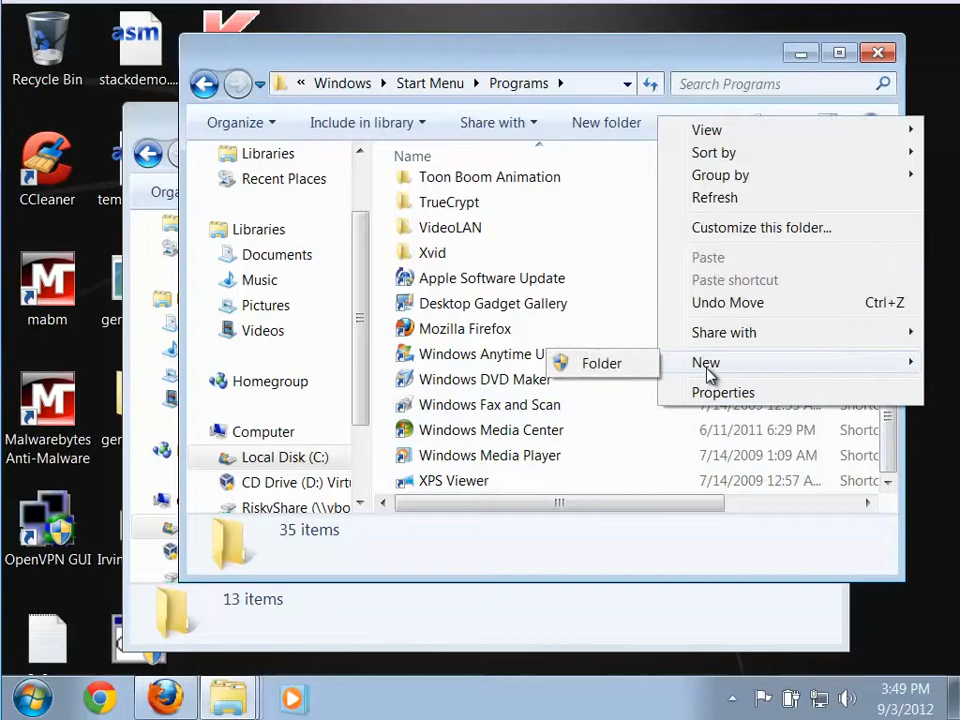 Recycle Bin
asm
stackdemo....
CCleaner
tem
mabm
ger
Malwarebytes
Anti-Malware
ger
OpenVPN GUI
Irvin
« Windows Start Menu Programs
Search Programs
Organize
Include in library
Share with
New folder
Orga
Libraries
Recent Places
Libraries
Documents
Music
Pictures
Videos
Homegroup
Computer
Local Disk (C:)
CD Drive (D:) Virtu
RiskyShare (\\vbo
Name
Toon Boom Animation
TrueCrypt
VideoLAN
Xvid
Apple Software Update
Desktop Gadget Gallery
Mozilla Firefox
Windows Anytime U
Windows DVD Maker
Windows Fax and Scan
Windows Media Center 6/11/2011 6:29 PM Shortc
Windows Media Player 7/14/2009 1:09 AM Shortc
XPS Viewer 7/14/2009 12:57 A... Shortc
View
Sort by
Group by
Refresh
Customize this folder...
Paste
Paste shortcut
Undo Move Ctrl+Z
Share with
New
Properties
Folder
35 items
13 items
3:49 PM
9/3/2012